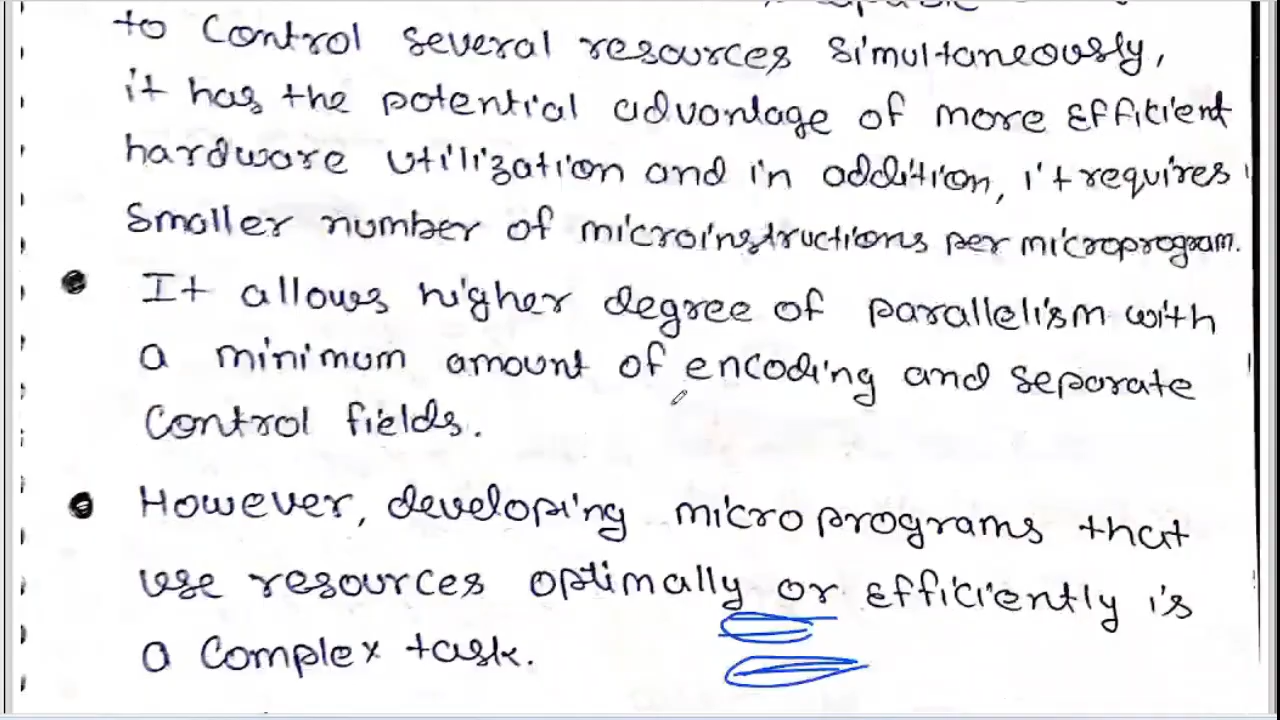 to control several resources simultaneously,
it has the potential advantage of more efficient
hardware utilization and in addition, it requires
smaller number of microinstructions per microprogram.
It allows higher degree of parallelism with
a minimum amount of encoding and separate
control fields.
However, developing microprograms that
use resources optimally or efficiently is
a complex task.